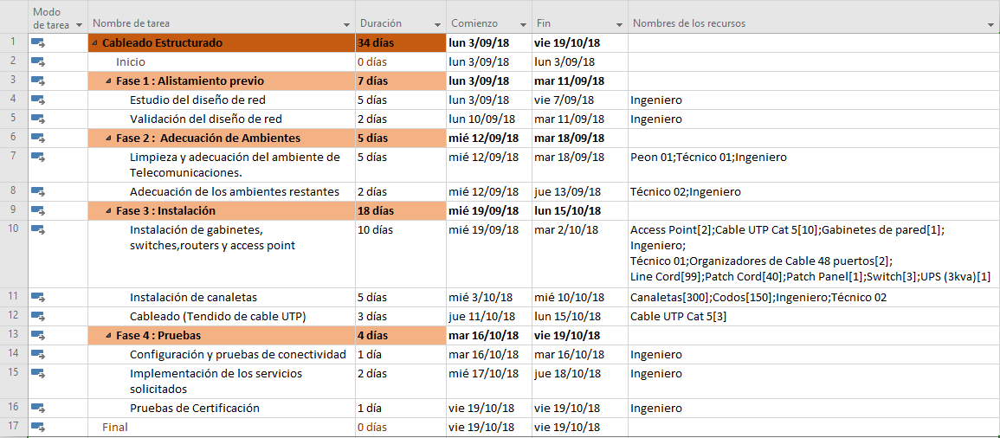 Modo de tarea Nombre de tarea Duración Comienzo Fin Nombres de los recursos
1 Cableado Estructurado 34 días lun 3/09/18 vie 19/10/18
2 Inicio 0 días lun 3/09/18 lun 3/09/18
3 Fase 1 : Alistamiento previo 7 días lun 3/09/18 mar 11/09/18
4 Estudio del diseño de red 5 días lun 3/09/18 vie 7/09/18 Ingeniero
5 Validación del diseño de red 2 días lun 10/09/18 mar 11/09/18 Ingeniero
6 Fase 2 : Adecuación de Ambientes 5 días mié 12/09/18 mar 18/09/18
7 Limpieza y adecuación del ambiente de 5 días mié 12/09/18 mar 18/09/18 Peon 01;Técnico 01;Ingeniero
Telecomunicaciones.
8 Adecuación de los ambientes restantes 2 días mié 12/09/18 jue 13/09/18 Técnico 02;Ingeniero
9 Fase 3 : Instalación 18 días mié 19/09/18 lun 15/10/18
10 Instalación de gabinetes, 10 días mié 19/09/18 mar 2/10/18 Access Point[2];Cable UTP Cat 5[10];Gabinetes de pared[1];
switches,routers y access point Ingeniero;
Técnico 01;Organizadores de Cable 48 puertos[2];
Line Cord[99];Patch Cord[40];Patch Panel[1];Switch[3];UPS (3kva)[1]
11 Instalación de canaletas 5 días mié 3/10/18 mié 10/10/18 Canaletas[300];Codos[150];Ingeniero;Técnico 02
12 Cableado (Tendido de cable UTP) 3 días jue 11/10/18 lun 15/10/18 Cable UTP Cat 5[3]
13 Fase 4 : Pruebas 4 días mar 16/10/18 vie 19/10/18
14 Configuración y pruebas de conectividad 1 día mar 16/10/18 mar 16/10/18 Ingeniero
15 Implementación de los servicios 2 días mié 17/10/18 jue 18/10/18 Ingeniero
solicitados
16 Pruebas de Certificación 1 día vie 19/10/18 vie 19/10/18 Ingeniero
17 Final 0 días vie 19/10/18 vie 19/10/18